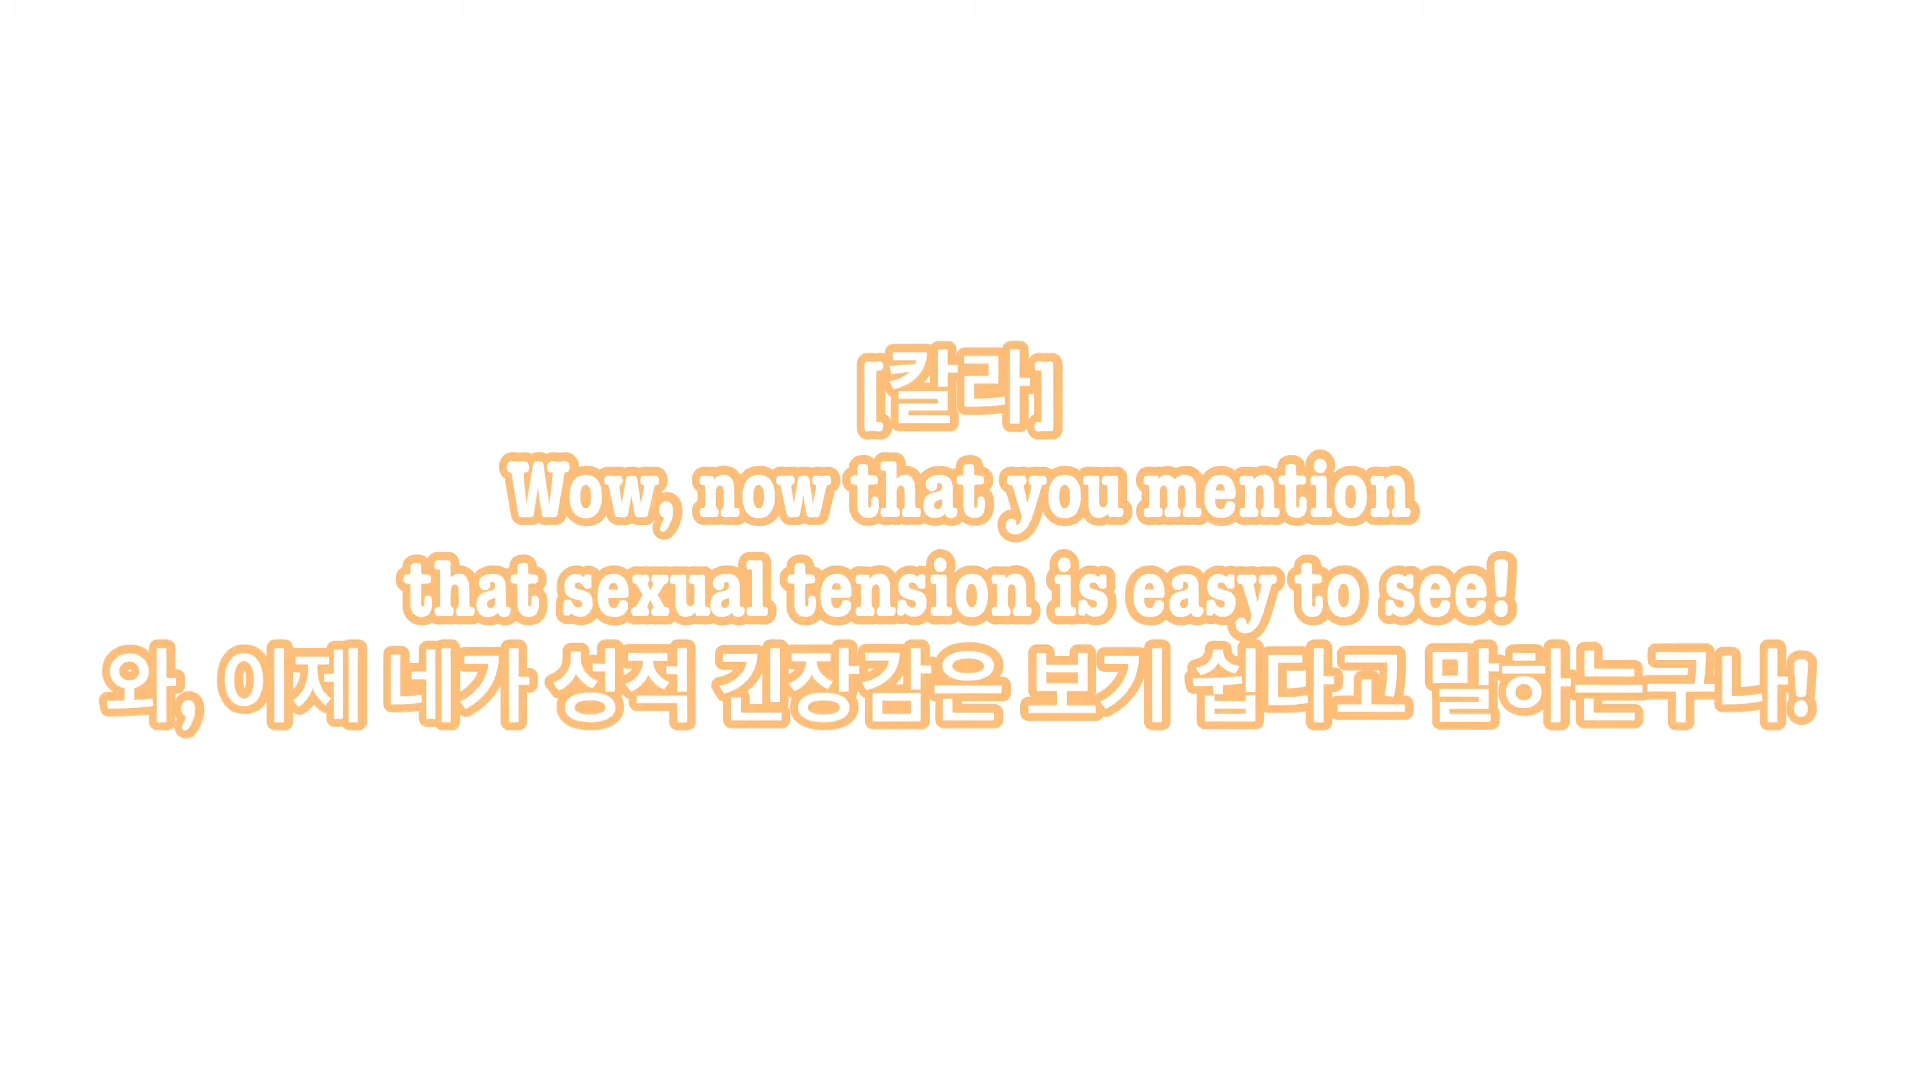 [칼라]
Wow, now that you mention
that sexual tension is easy to see!
와, 이제 네가 성적 긴장감은 보기 쉽다고 말하는구나!